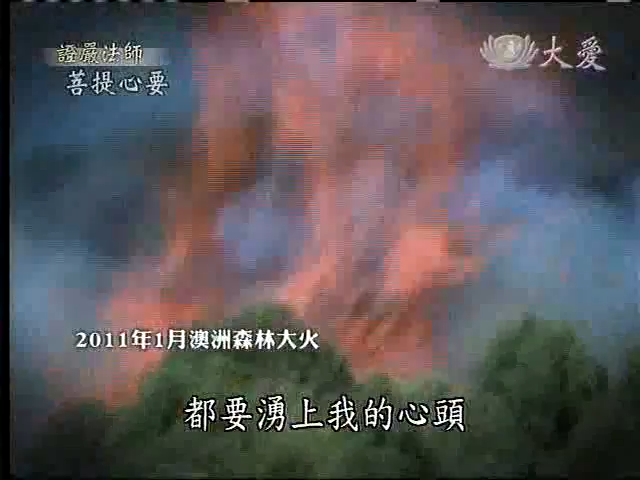 證嚴法師
菩提心要
大愛
2011年1月澳洲森林大火
都要湧上我的心頭